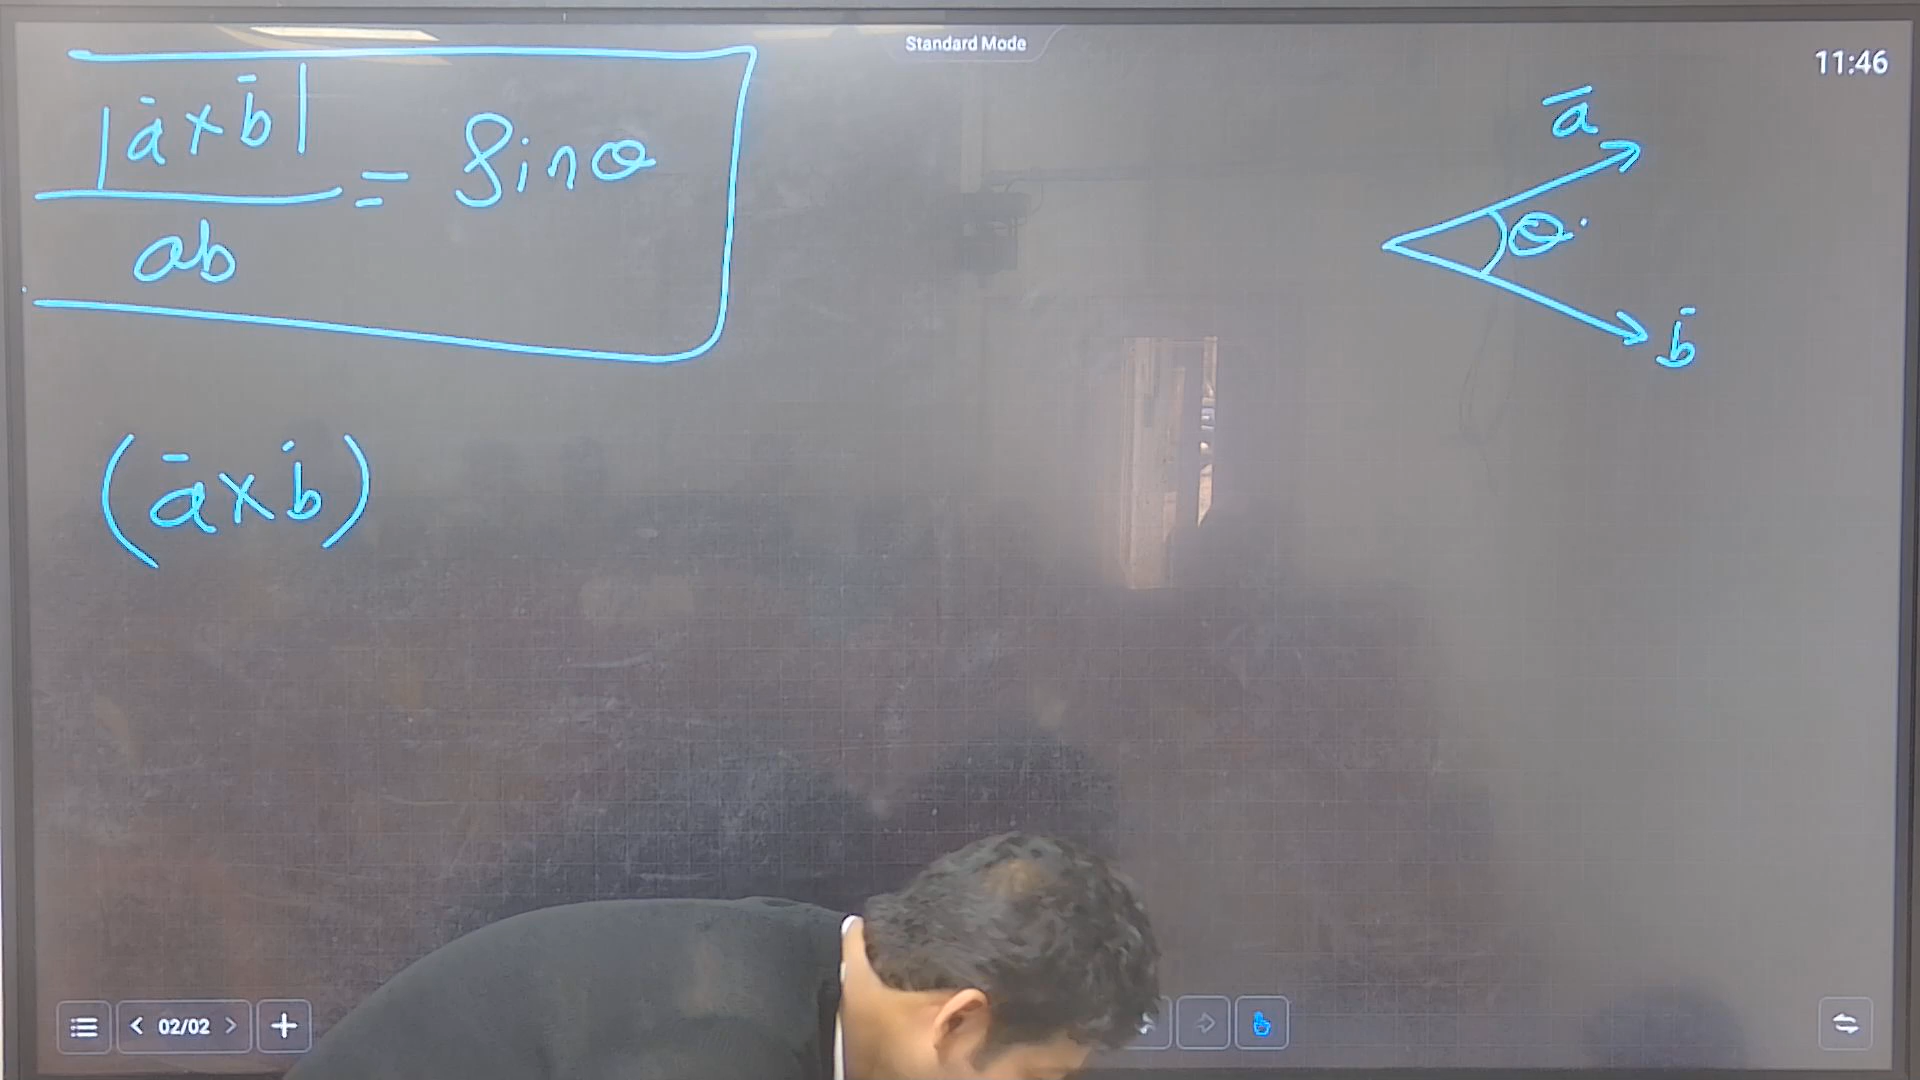 Standard Mode
11:46
|a̅ × b̅|
ab
= Sinθ
a̅
θ
b̅
(a̅ × b̅)
02/02